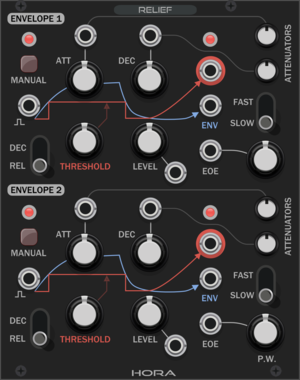 RELIEF
ENVELOPE 1
ATT
DEC
ATTENUATORS
MANUAL
FAST
SLOW
ENV
DEC
REL
THRESHOLD
LEVEL
EOE
ENVELOPE 2
ATT
DEC
ATTENUATORS
MANUAL
FAST
SLOW
ENV
DEC
REL
THRESHOLD
LEVEL
EOE
P.W.
HORA